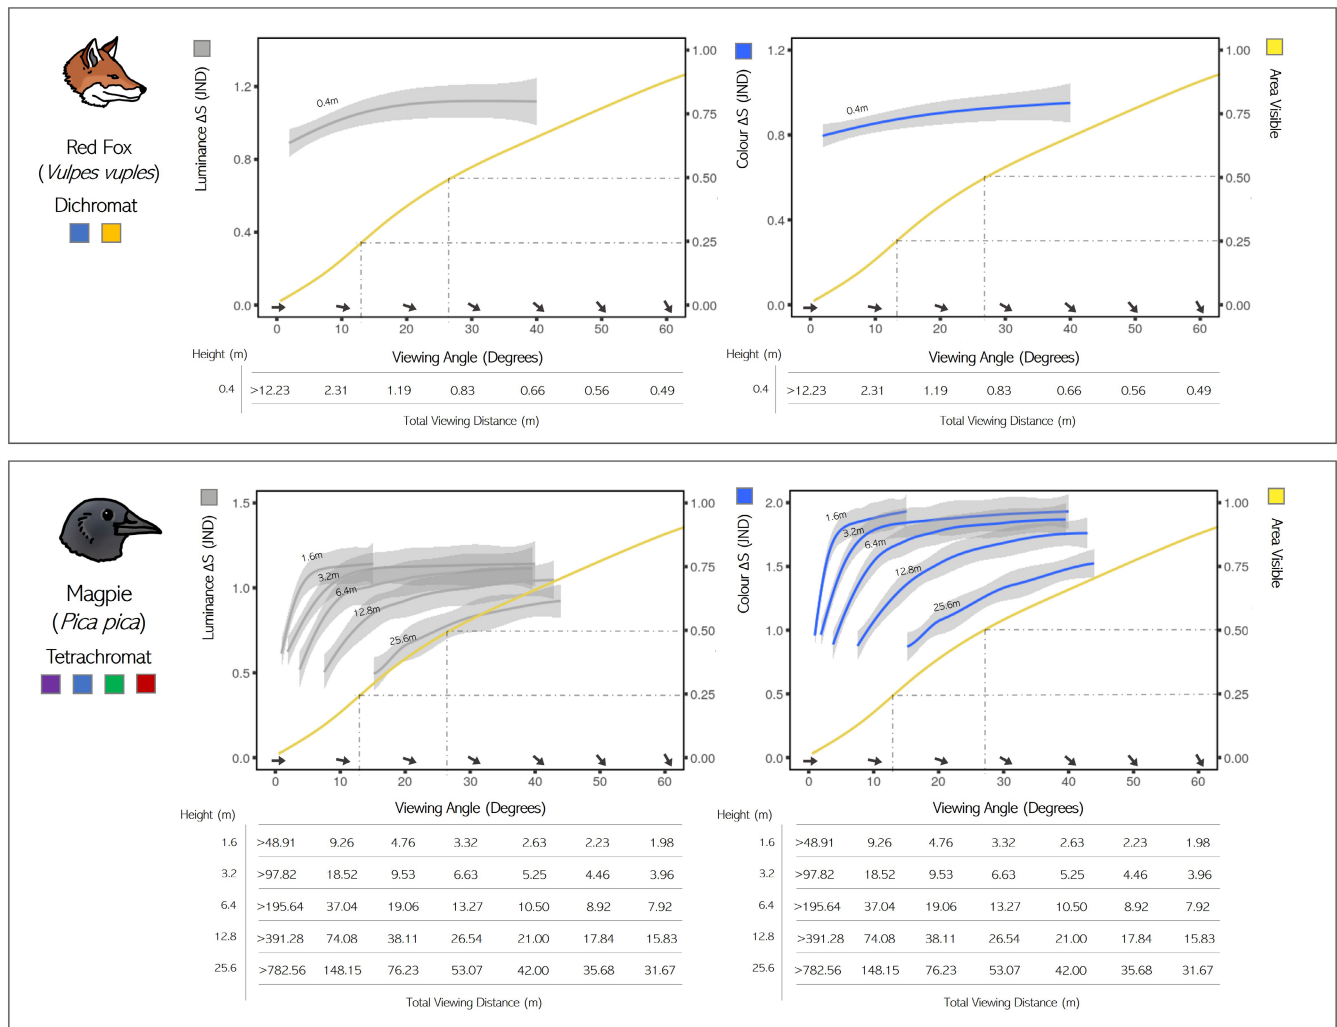 Red Fox
(Vulpes vuples)
Dichromat
Luminance ΔS (JND)
1.2
0.8
0.4
0.0
0.4m
1.00
0.75
0.50
0.25
0.00
0 10 20 30 40 50 60
Viewing Angle (Degrees)
Height (m)
0.4 >12.23 2.31 1.19 0.83 0.66 0.56 0.49
Total Viewing Distance (m)
Colour ΔS (JND)
1.2
0.8
0.4
0.0
0.4m
1.00
0.75
0.50
0.25
0.00
Area Visible
0 10 20 30 40 50 60
Viewing Angle (Degrees)
Height (m)
0.4 >12.23 2.31 1.19 0.83 0.66 0.56 0.49
Total Viewing Distance (m)
Magpie
(Pica pica)
Tetrachromat
Luminance ΔS (JND)
1.5
1.0
0.5
0.0
1.6m
3.2m
6.4m
12.8m
25.6m
1.00
0.75
0.50
0.25
0.00
0 10 20 30 40 50 60
Viewing Angle (Degrees)
Height (m)
1.6 >48.91 9.26 4.76 3.32 2.63 2.23 1.98
3.2 >97.82 18.52 9.53 6.63 5.25 4.46 3.96
6.4 >195.64 37.04 19.06 13.27 10.50 8.92 7.92
12.8 >391.28 74.08 38.11 26.54 21.00 17.84 15.83
25.6 >782.56 148.15 76.23 53.07 42.00 35.68 31.67
Total Viewing Distance (m)
Colour ΔS (JND)
2.0
1.5
1.0
0.5
0.0
1.6m
3.2m
6.4m
12.8m
25.6m
1.00
0.75
0.50
0.25
0.00
Area Visible
0 10 20 30 40 50 60
Viewing Angle (Degrees)
Height (m)
1.6 >48.91 9.26 4.76 3.32 2.63 2.23 1.98
3.2 >97.82 18.52 9.53 6.63 5.25 4.46 3.96
6.4 >195.64 37.04 19.06 13.27 10.50 8.92 7.92
12.8 >391.28 74.08 38.11 26.54 21.00 17.84 15.83
25.6 >782.56 148.15 76.23 53.07 42.00 35.68 31.67
Total Viewing Distance (m)